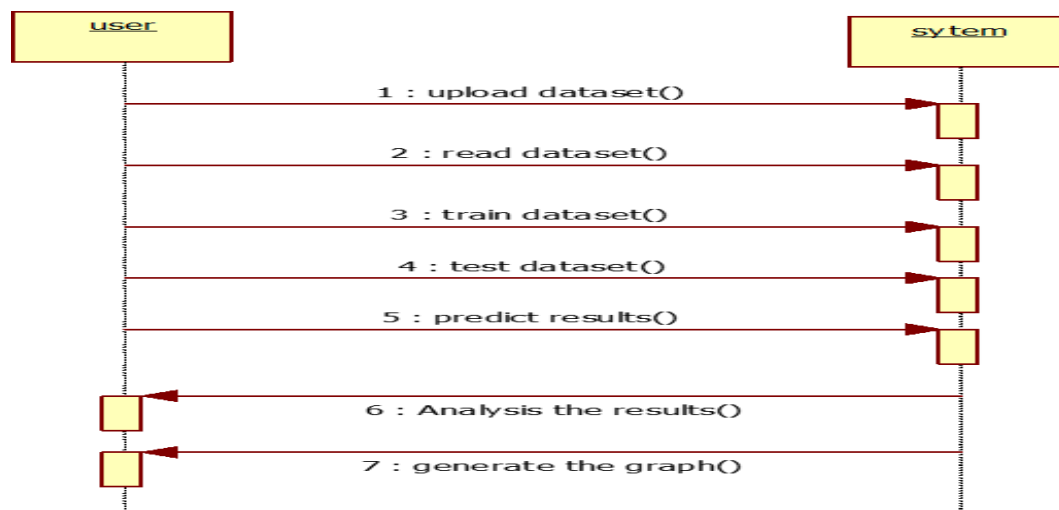 user
sytem
1 : upload dataset()
2 : read dataset()
3 : train dataset()
4 : test dataset()
5 : predict results()
6 : Analysis the results()
7 : generate the graph()